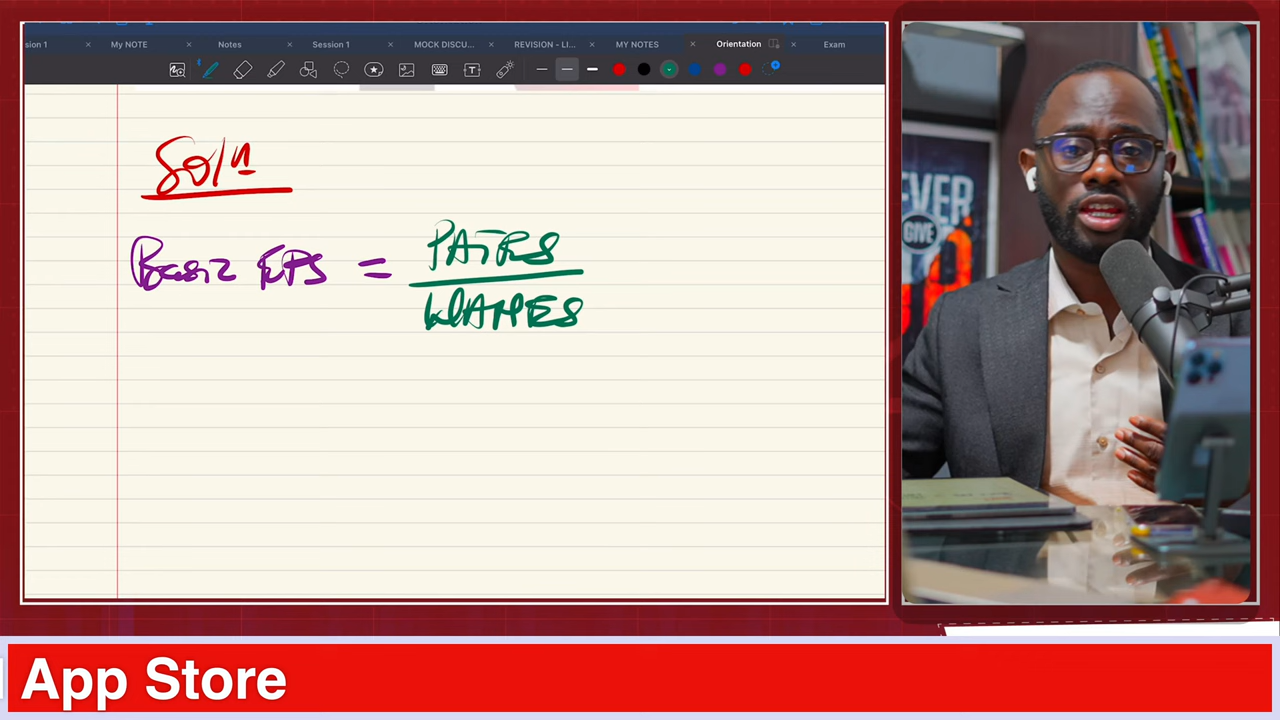 sion 1
My NOTE
Notes
Session 1
MOCK DISCU...
REVISION - LI...
MY NOTES
Orientation
Exam
Soln
Basic EPS = PATES
WANES
EVER
GIVE
App Store